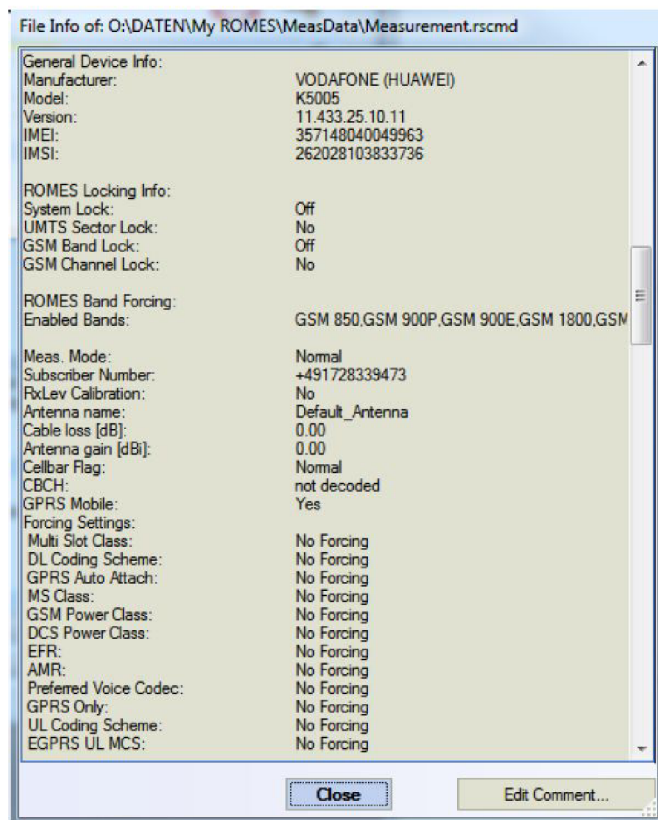 File Info of: O:\DATEN\My ROMES\MeasData\Measurement.rscmd
General Device Info:
Manufacturer: VODAFONE (HUAWEI)
Model: K5005
Version: 11.433.25.10.11
IMEI: 357148040049963
IMSI: 262028103833736
ROMES Locking Info:
System Lock: Off
UMTS Sector Lock: No
GSM Band Lock: Off
GSM Channel Lock: No
ROMES Band Forcing:
Enabled Bands: GSM 850,GSM 900P,GSM 900E,GSM 1800,GSM
Meas. Mode: Normal
Subscriber Number: +491728339473
RxLev Calibration: No
Antenna name: Default_Antenna
Cable loss [dB]: 0.00
Antenna gain [dBi]: 0.00
Cellbar Flag: Normal
CBCH: not decoded
GPRS Mobile: Yes
Forcing Settings:
Multi Slot Class: No Forcing
DL Coding Scheme: No Forcing
GPRS Auto Attach: No Forcing
MS Class: No Forcing
GSM Power Class: No Forcing
DCS Power Class: No Forcing
EFR: No Forcing
AMR: No Forcing
Preferred Voice Codec: No Forcing
GPRS Only: No Forcing
UL Coding Scheme: No Forcing
EGPRS UL MCS: No Forcing
Close Edit Comment...